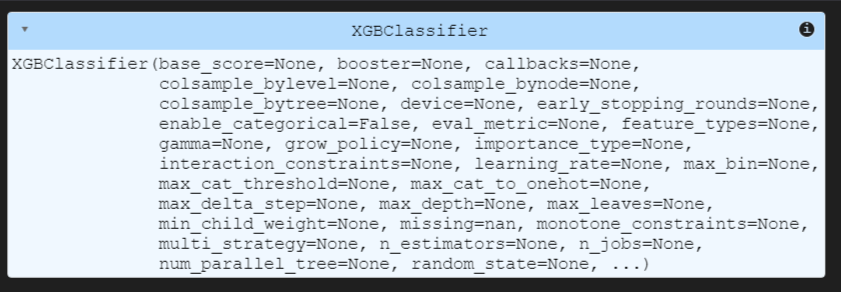 XGBClassifier
XGBClassifier(base_score=None, booster=None, callbacks=None,
colsample_bylevel=None, colsample_bynode=None,
colsample_bytree=None, device=None, early_stopping_rounds=None,
enable_categorical=False, eval_metric=None, feature_types=None,
gamma=None, grow_policy=None, importance_type=None,
interaction_constraints=None, learning_rate=None, max_bin=None,
max_cat_threshold=None, max_cat_to_onehot=None,
max_delta_step=None, max_depth=None, max_leaves=None,
min_child_weight=None, missing=nan, monotone_constraints=None,
multi_strategy=None, n_estimators=None, n_jobs=None,
num_parallel_tree=None, random_state=None, ...)